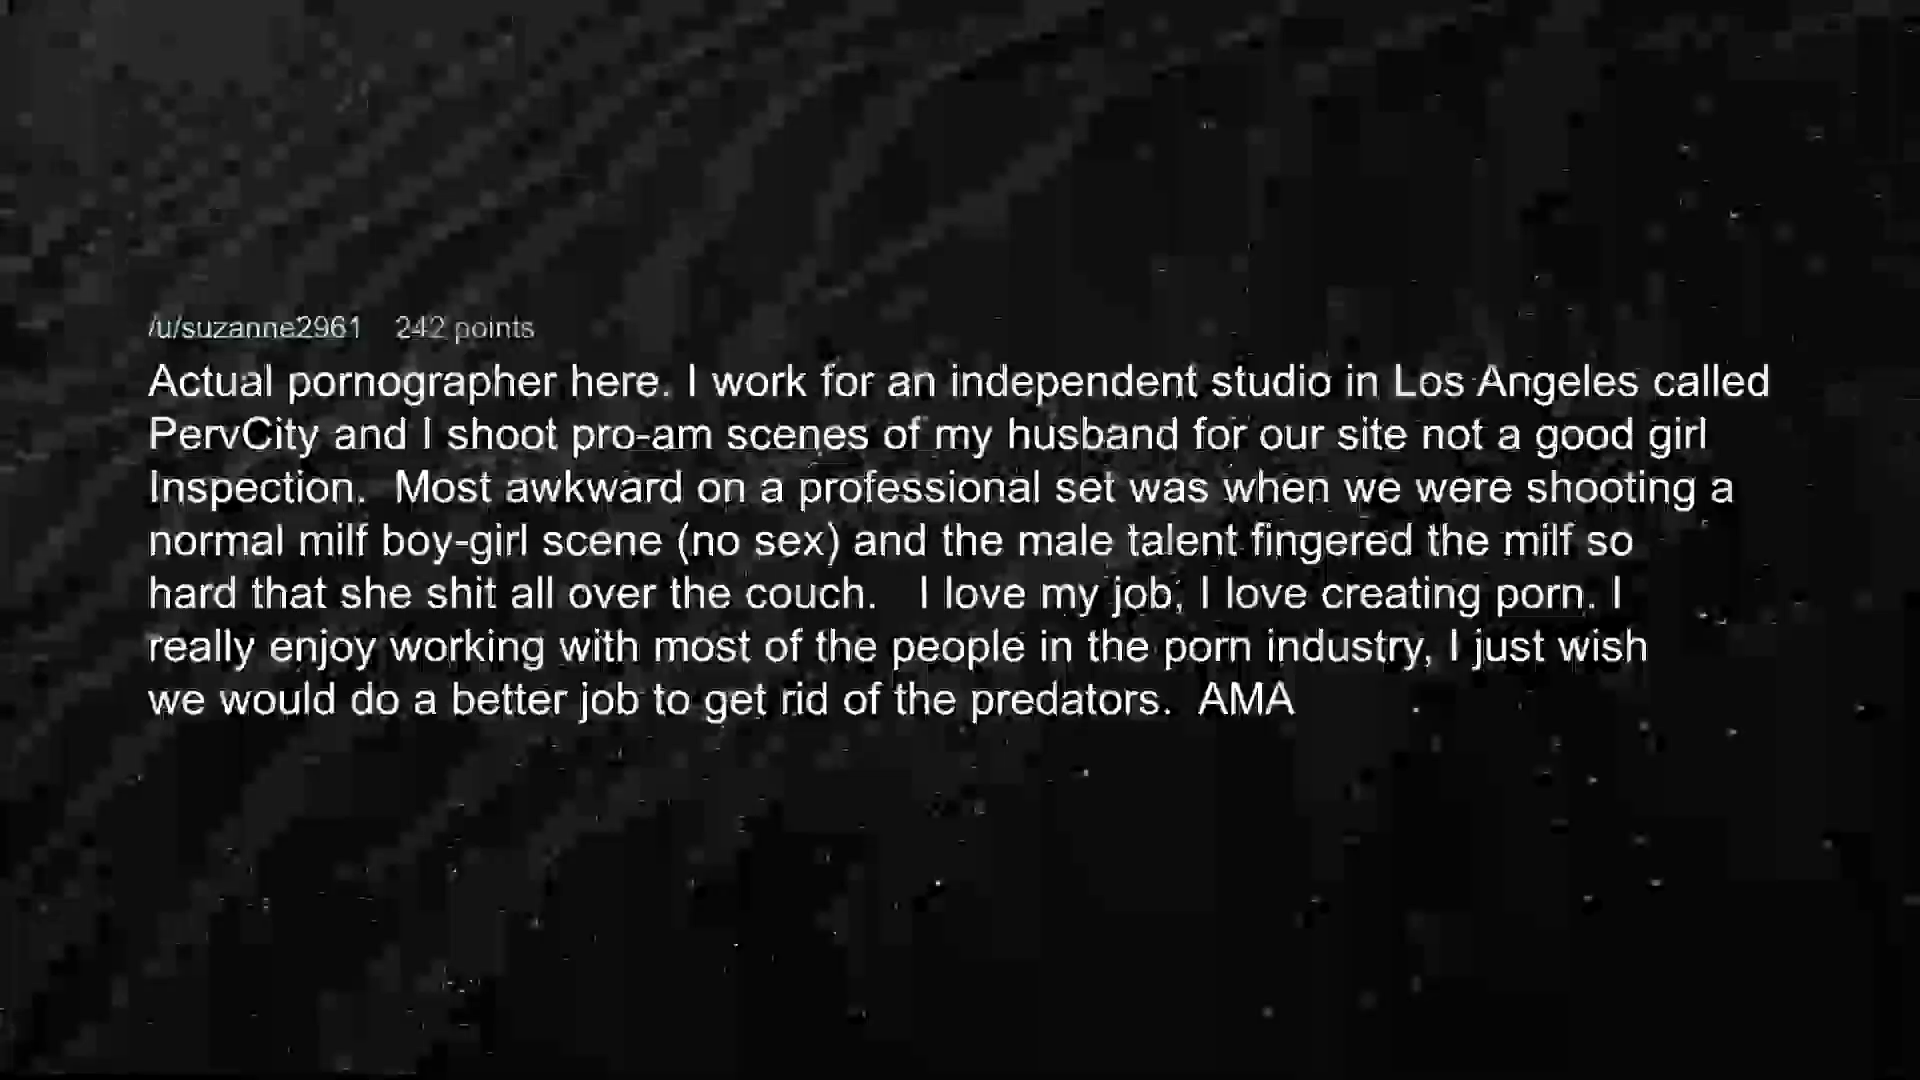 /u/suzanne2961 242 points
Actual pornographer here. I work for an independent studio in Los Angeles called
PervCity and I shoot pro-am scenes of my husband for our site not a good girl
Inspection.  Most awkward on a professional set was when we were shooting a
normal milf boy-girl scene (no sex) and the male talent fingered the milf so
hard that she shit all over the couch.   I love my job, I love creating porn. I
really enjoy working with most of the people in the porn industry, I just wish
we would do a better job to get rid of the predators.  AMA